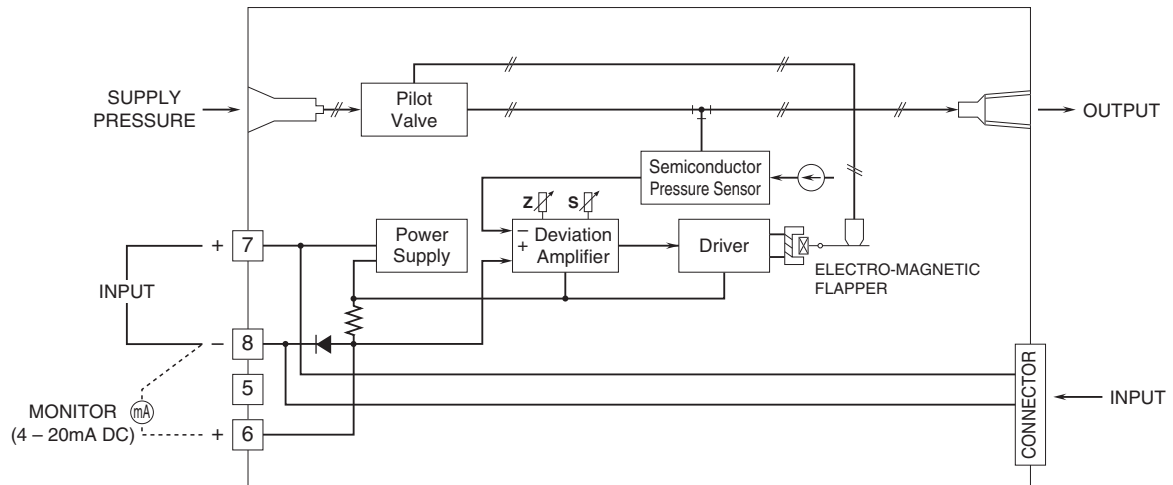 SUPPLY
PRESSURE
Pilot
Valve
OUTPUT
Semiconductor
Pressure Sensor
Z
S
+
7
Power
Supply
−
+
Deviation
Amplifier
Driver
ELECTRO-MAGNETIC
FLAPPER
INPUT
−
8
5
MONITOR
(4 – 20mA DC)
mA
+
6
CONNECTOR
INPUT